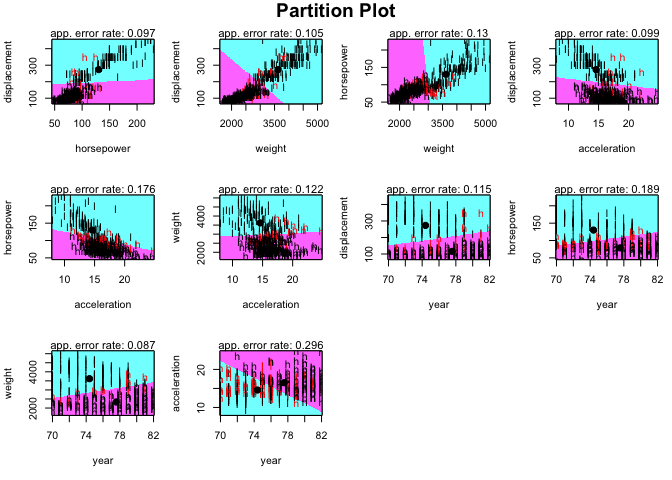 Partition Plot
app. error rate: 0.097
displacement
100
300
50
100
150
200
horsepower
app. error rate: 0.105
displacement
100
300
2000
3000
4000
5000
weight
app. error rate: 0.13
horsepower
50
150
2000
3000
5000
weight
app. error rate: 0.099
displacement
100
300
10
15
20
acceleration
app. error rate: 0.176
horsepower
50
150
10
15
20
acceleration
app. error rate: 0.122
weight
2000
4000
10
15
20
acceleration
app. error rate: 0.115
displacement
100
300
70
74
78
82
year
app. error rate: 0.189
horsepower
50
150
70
74
78
82
year
app. error rate: 0.087
weight
2000
4000
70
74
78
82
year
app. error rate: 0.296
acceleration
10
20
70
74
78
82
year